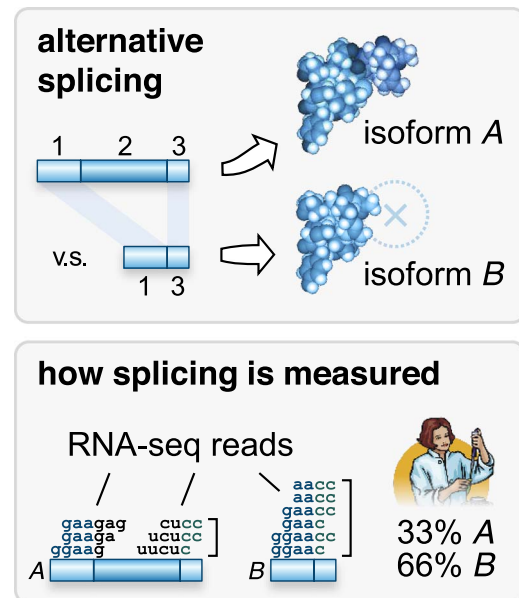 alternative
splicing
1 2 3
isoform A
v.s.
1 3
isoform B
how splicing is measured
RNA-seq reads
gaagag cucc
gaaga ucucc
ggaag uucuc
A
aacc
aacc
gaacc
gaac
ggaacc
ggaac
B
33% A
66% B